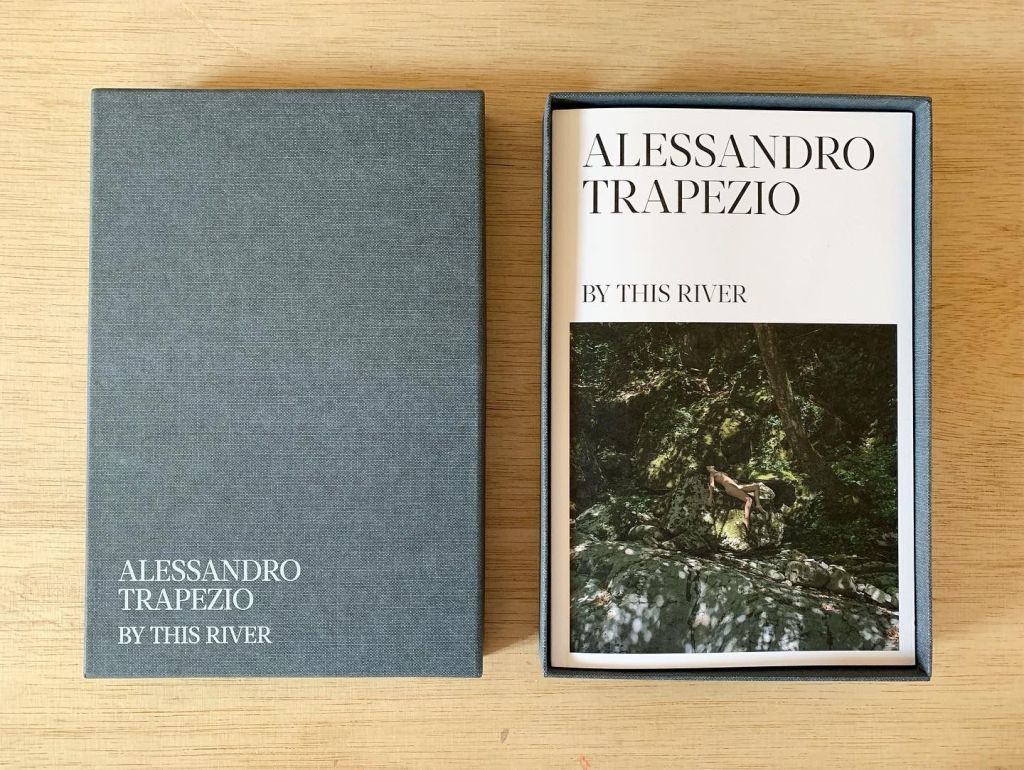 ALESSANDRO
TRAPEZIO
BY THIS RIVER
ALESSANDRO
TRAPEZIO
BY THIS RIVER